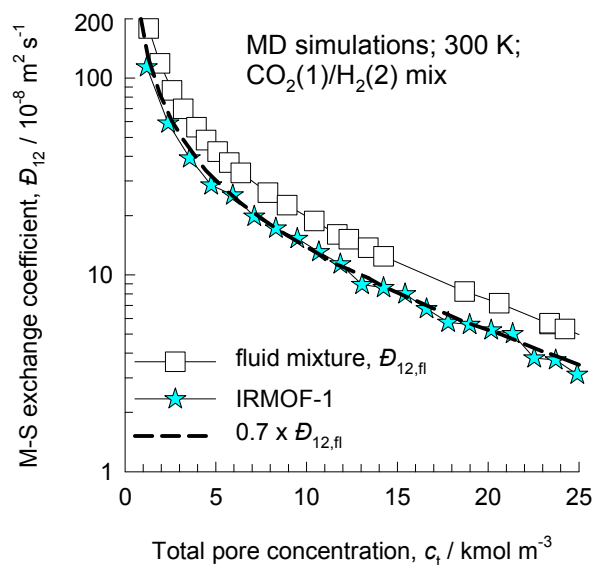 MD simulations; 300 K;
CO₂(1)/H₂(2) mix
M-S exchange coefficient, Đ₁₂ / 10⁻⁸ m² s⁻¹
200
100
10
1
fluid mixture, Đ₁₂,fl
IRMOF-1
0.7 x Đ₁₂,fl
0 5 10 15 20 25
Total pore concentration, cₜ / kmol m⁻³